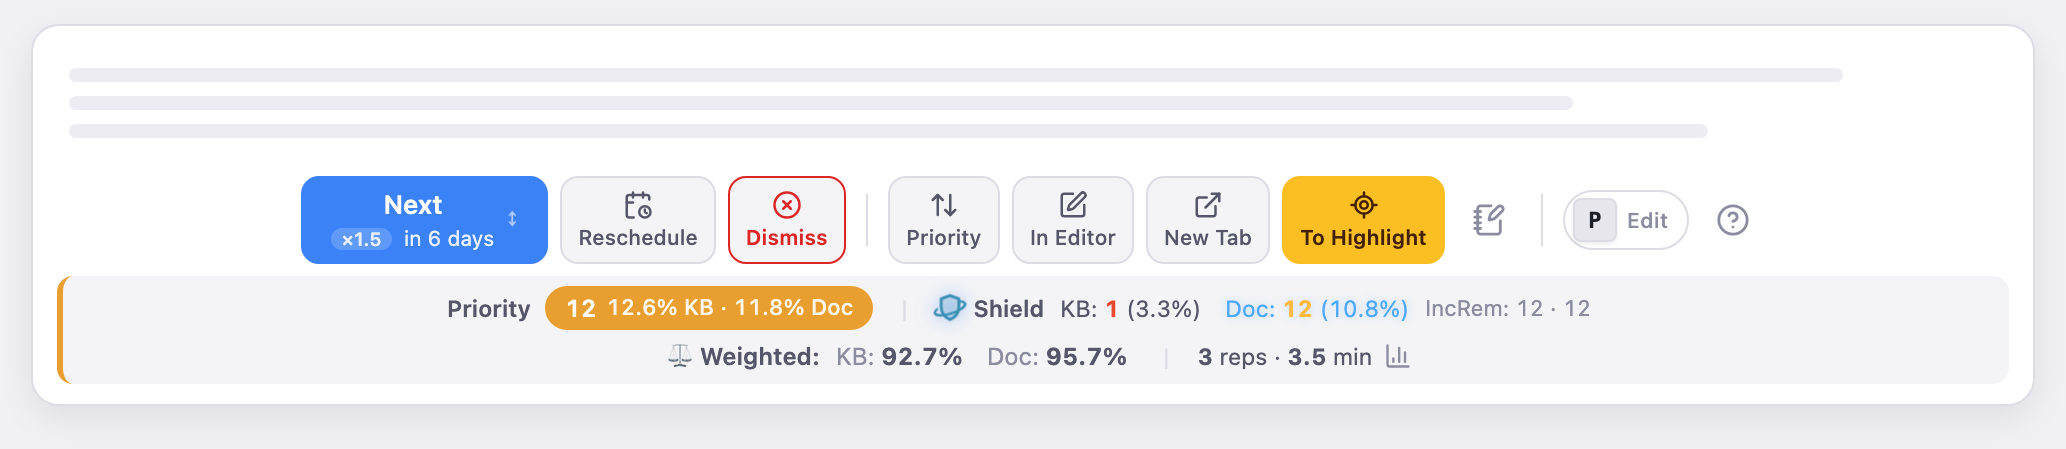 Next
×1.5 in 6 days
Reschedule
Dismiss
Priority
In Editor
New Tab
To Highlight
P Edit
Priority 12 12.6% KB · 11.8% Doc | Shield KB: 1 (3.3%) Doc: 12 (10.8%) IncRem: 12 · 12
Weighted: KB: 92.7% Doc: 95.7% | 3 reps · 3.5 min